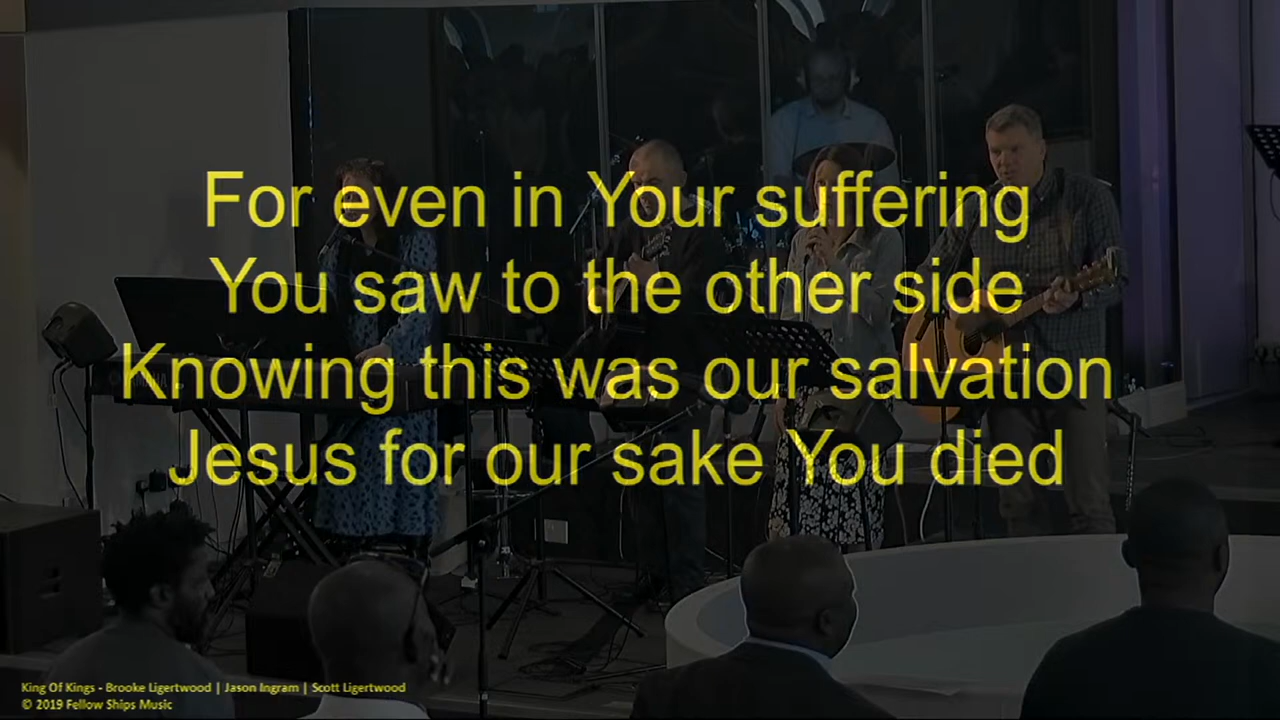 For even in Your suffering
You saw to the other side
Knowing this was our salvation
Jesus for our sake You died
King Of Kings - Brooke Ligertwood | Jason Ingram | Scott Ligertwood
© 2019 Fellow Ships Music